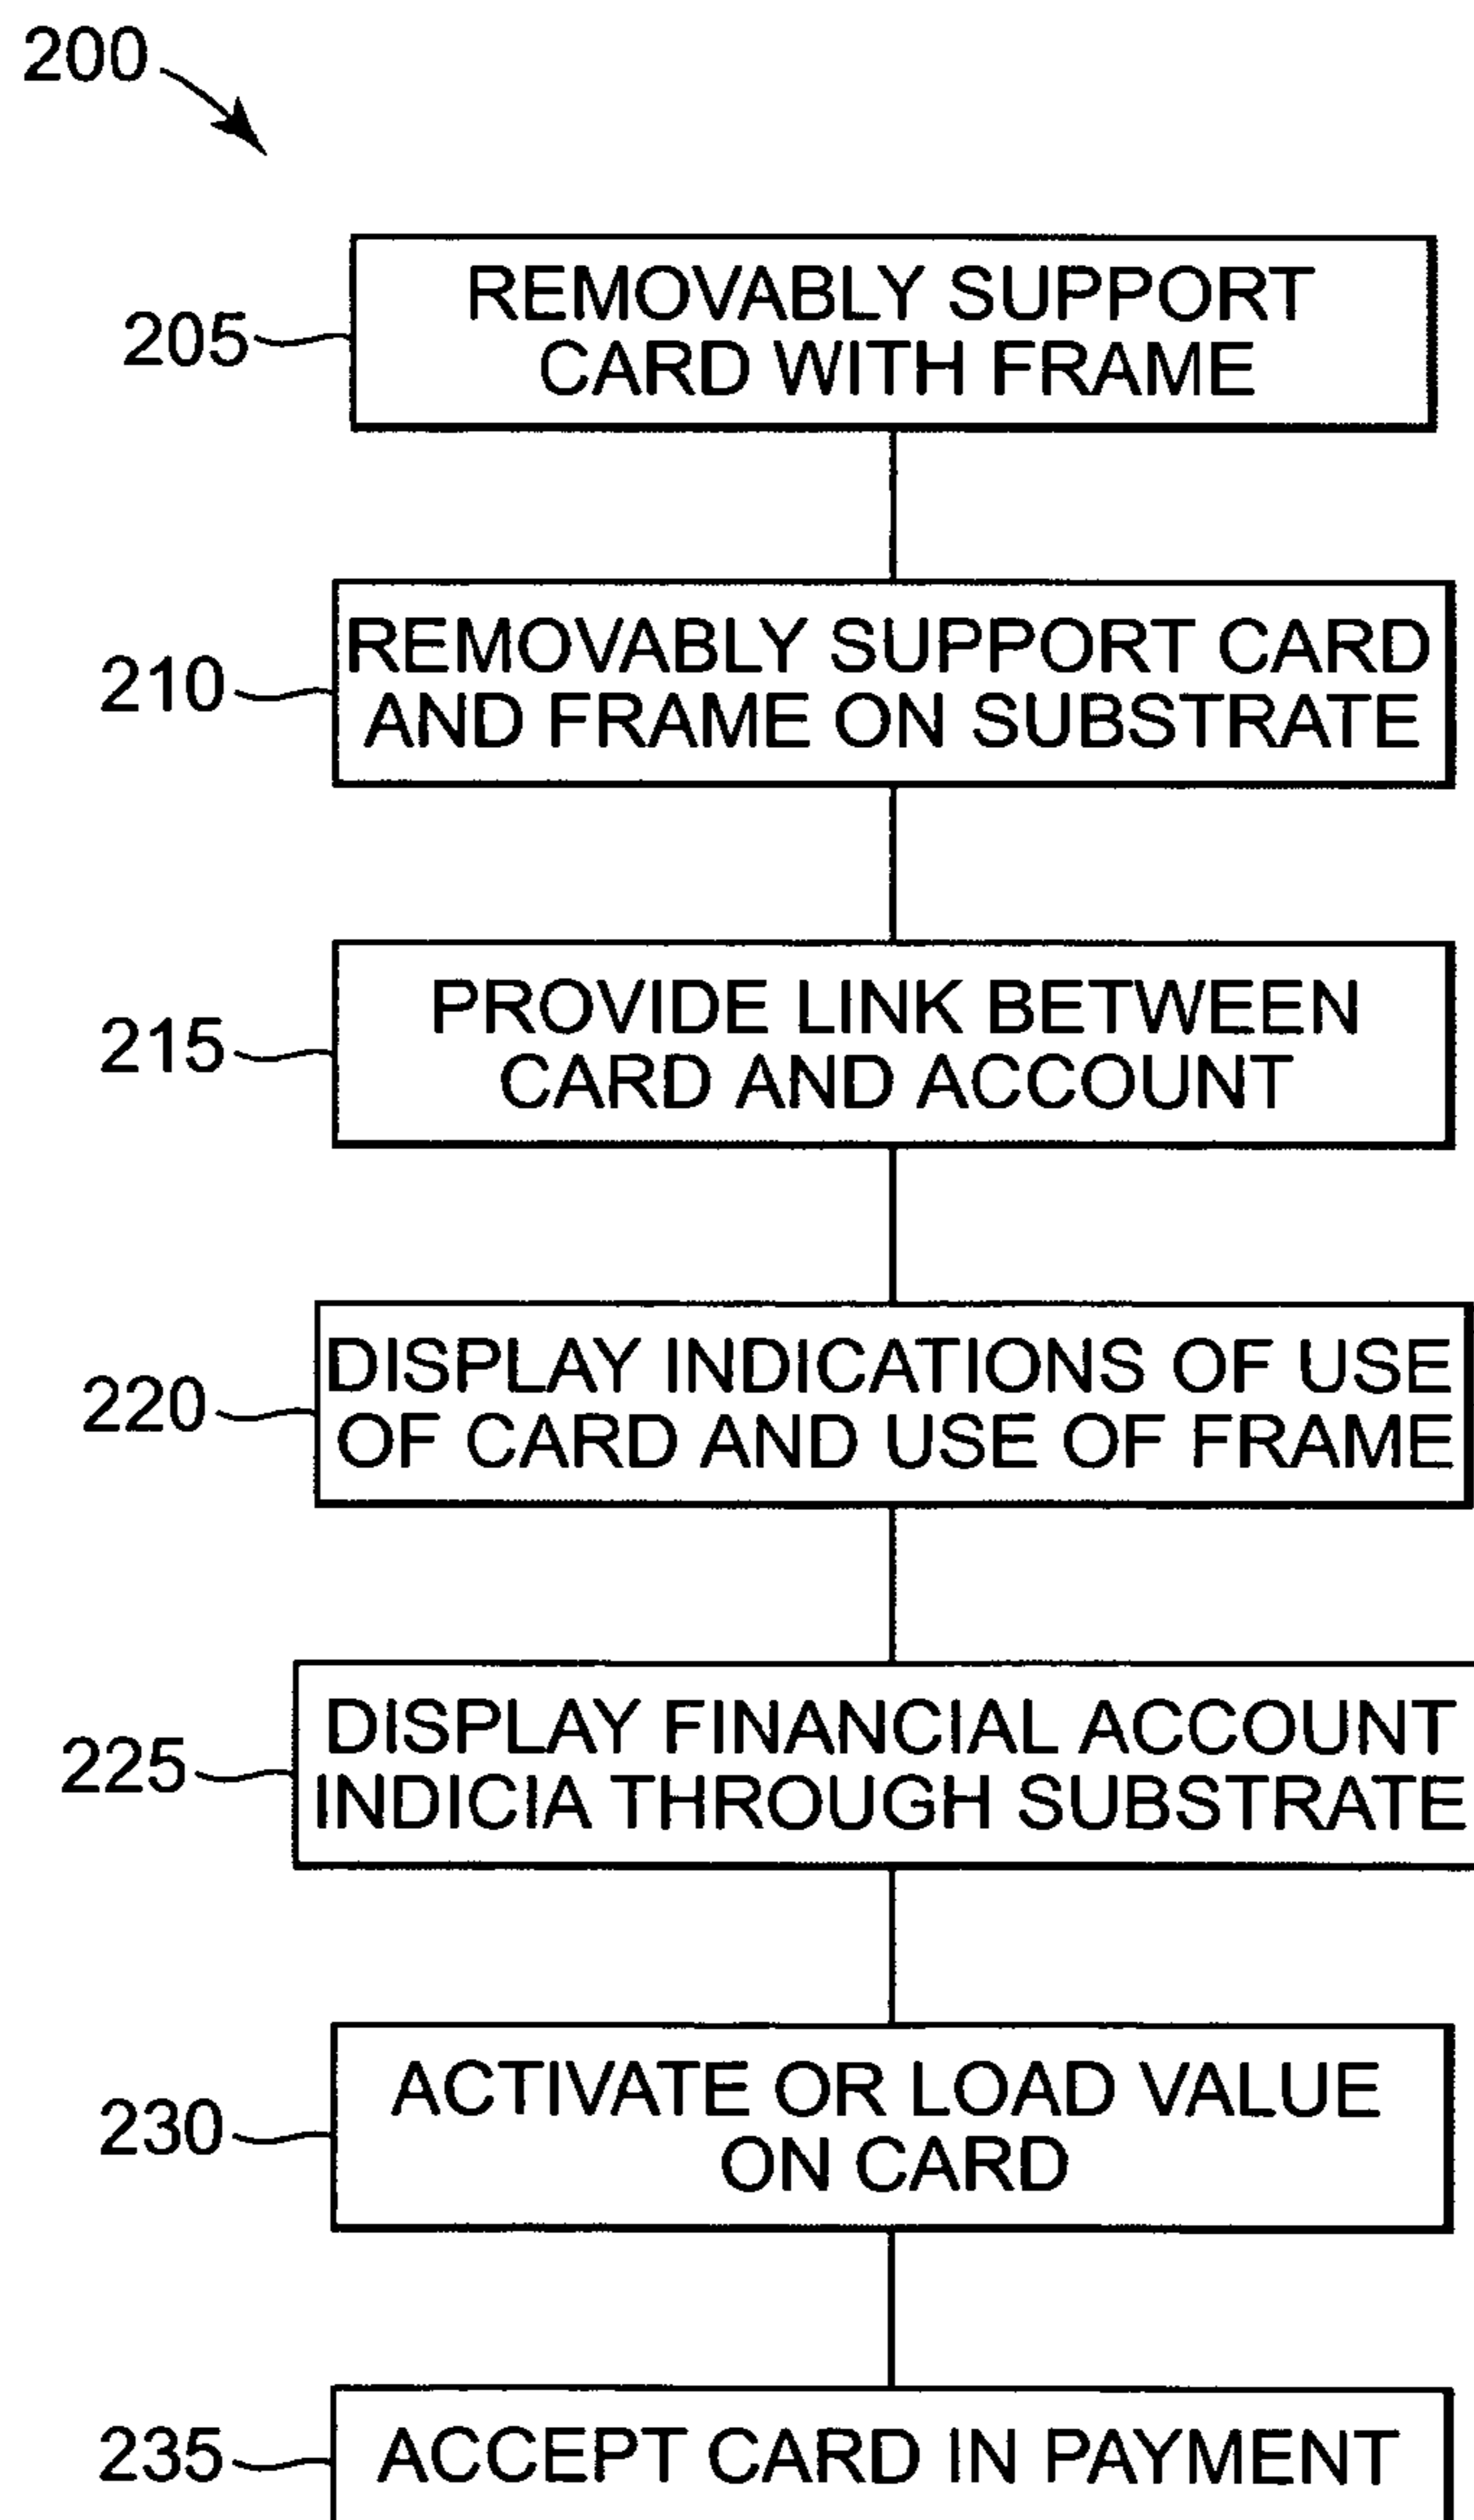 200
205
REMOVABLY SUPPORT
CARD WITH FRAME
210
REMOVABLY SUPPORT CARD
AND FRAME ON SUBSTRATE
215
PROVIDE LINK BETWEEN
CARD AND ACCOUNT
220
DISPLAY INDICATIONS OF USE
OF CARD AND USE OF FRAME
225
DISPLAY FINANCIAL ACCOUNT
INDICIA THROUGH SUBSTRATE
230
ACTIVATE OR LOAD VALUE
ON CARD
235
ACCEPT CARD IN PAYMENT